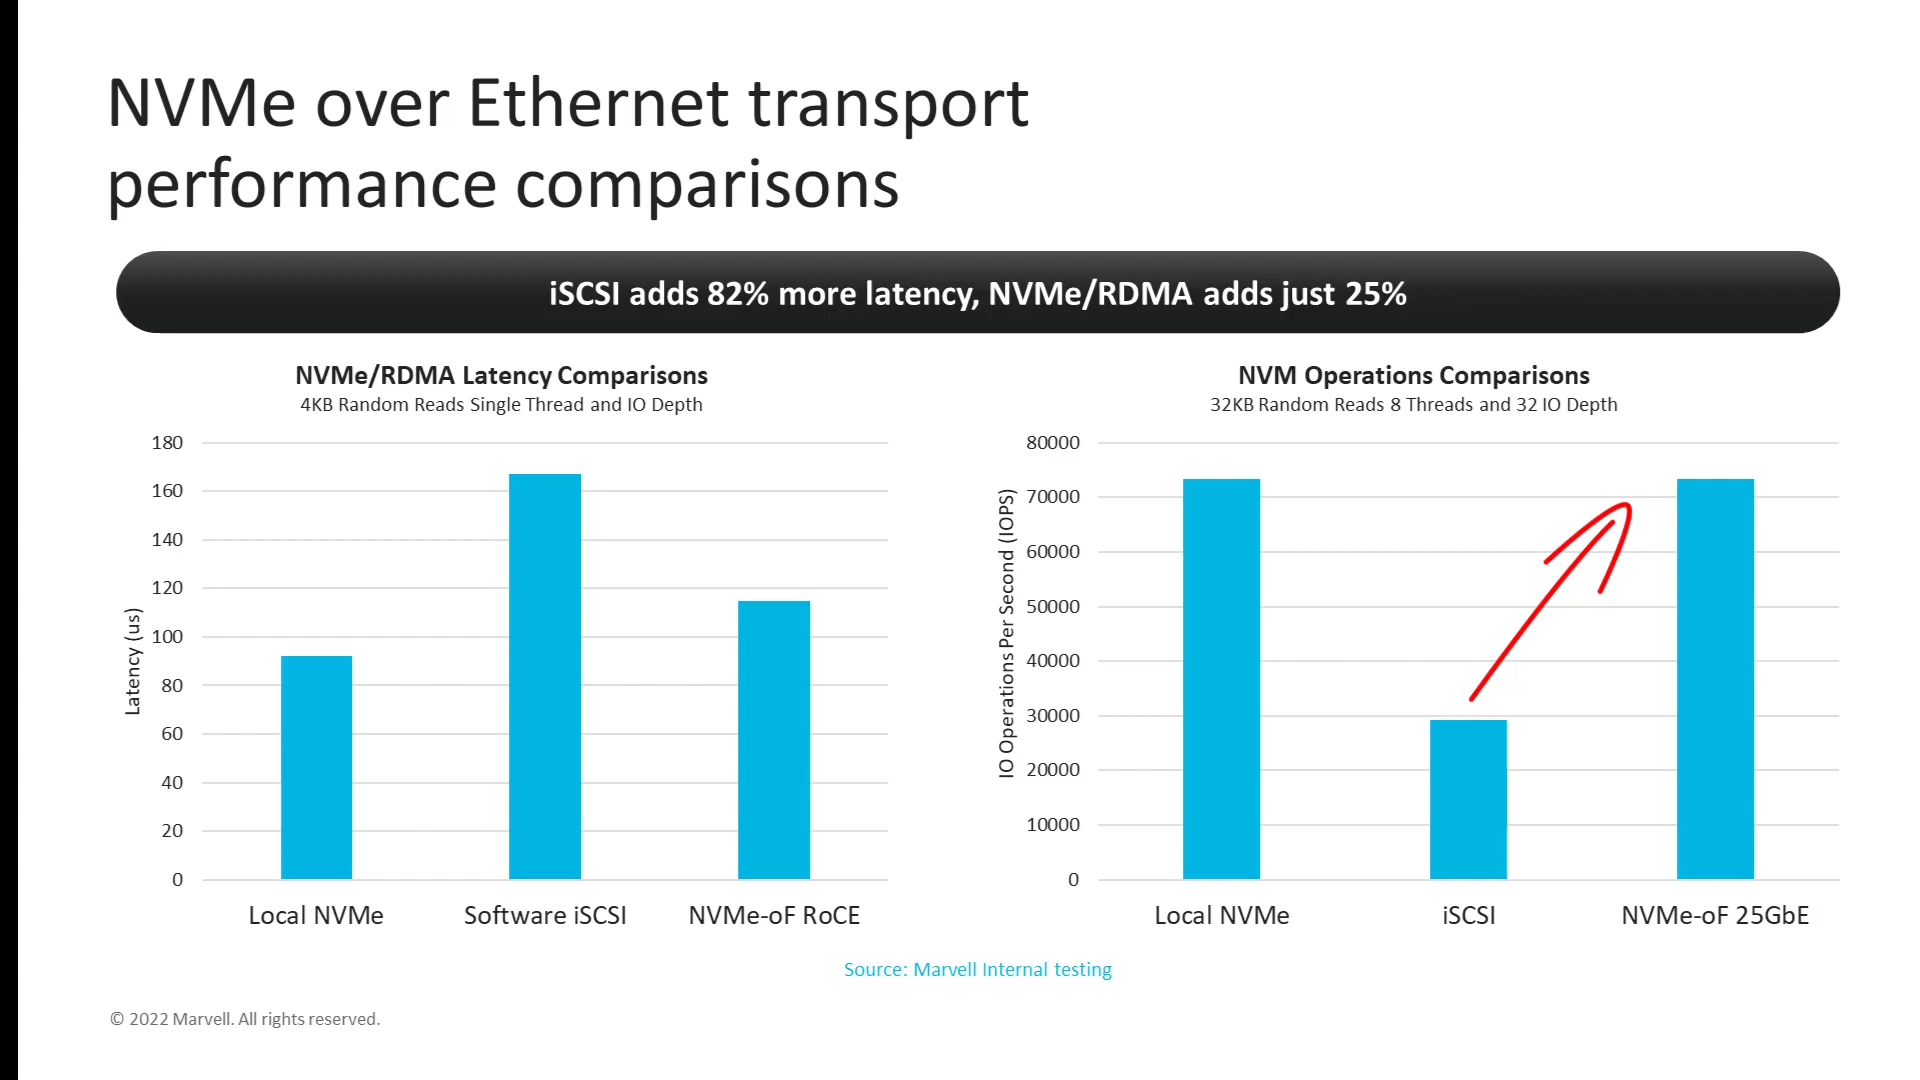 NVMe over Ethernet transport
performance comparisons
iSCSI adds 82% more latency, NVMe/RDMA adds just 25%
NVMe/RDMA Latency Comparisons
4KB Random Reads Single Thread and IO Depth
180
160
140
120
100
80
60
40
20
0
Latency (us)
Local NVMe
Software iSCSI
NVMe-oF RoCE
NVM Operations Comparisons
32KB Random Reads 8 Threads and 32 IO Depth
80000
70000
60000
50000
40000
30000
20000
10000
0
IO Operations Per Second (IOPS)
Local NVMe
iSCSI
NVMe-oF 25GbE
Source: Marvell Internal testing
© 2022 Marvell. All rights reserved.